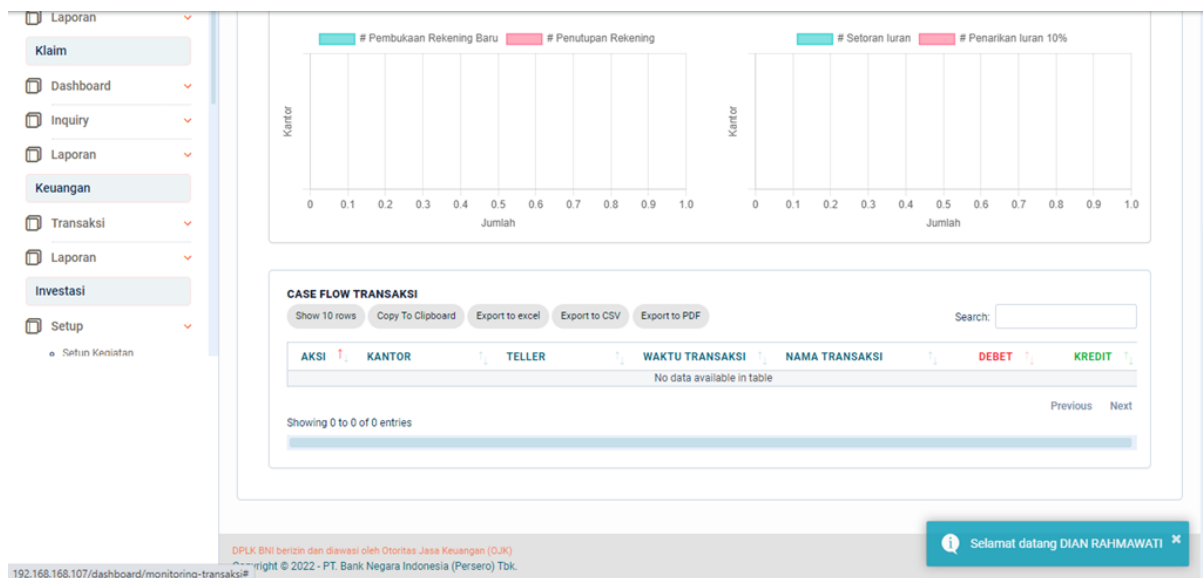 Laporan
Klaim
Dashboard
Inquiry
Laporan
Keuangan
Transaksi
Laporan
Investasi
Setup
Setup Kegiatan
# Pembukaan Rekening Baru # Penutupan Rekening
Kantor
0 0.1 0.2 0.3 0.4 0.5 0.6 0.7 0.8 0.9 1.0
Jumlah
# Setoran Iuran # Penarikan Iuran 10%
Kantor
0 0.1 0.2 0.3 0.4 0.5 0.6 0.7 0.8 0.9 1.0
Jumlah
CASE FLOW TRANSAKSI
Show 10 rows Copy To Clipboard Export to excel Export to CSV Export to PDF Search:
AKSI KANTOR TELLER WAKTU TRANSAKSI NAMA TRANSAKSI DEBET KREDIT
No data available in table
Previous Next
Showing 0 to 0 of 0 entries
Selamat datang DIAN RAHMAWATI ×
DPLK BNI berizin dan diawasi oleh Otoritas Jasa Keuangan (OJK)
Copyright © 2022 - PT. Bank Negara Indonesia (Persero) Tbk.
192.168.168.107/dashboard/monitoring-transaksi#